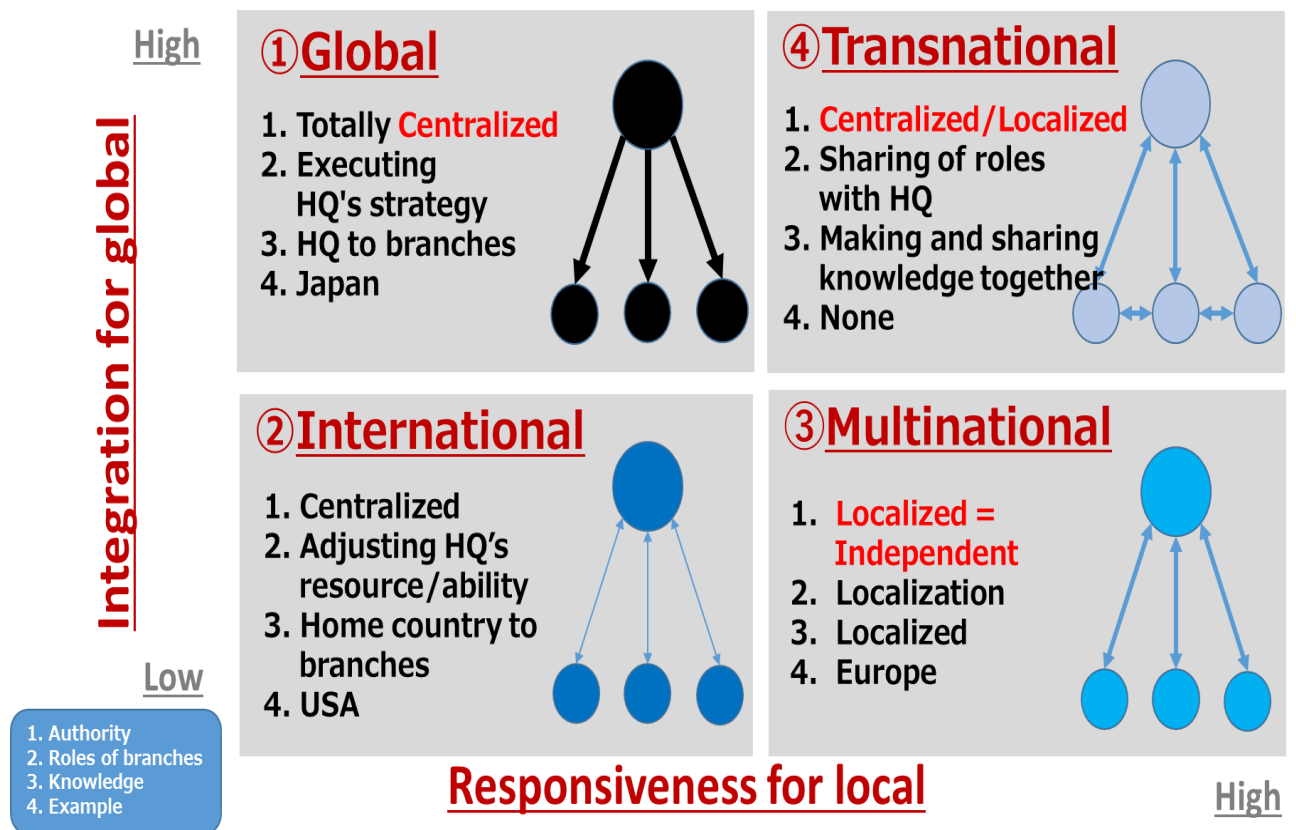 High
Integration for global
Low
①Global
1. Totally Centralized
2. Executing
HQ's strategy
3. HQ to branches
4. Japan
④Transnational
1. Centralized/Localized
2. Sharing of roles
with HQ
3. Making and sharing
knowledge together
4. None
②International
1. Centralized
2. Adjusting HQ’s
resource/ability
3. Home country to
branches
4. USA
③Multinational
1. Localized =
Independent
2. Localization
3. Localized
4. Europe
1. Authority
2. Roles of branches
3. Knowledge
4. Example
Responsiveness for local
High